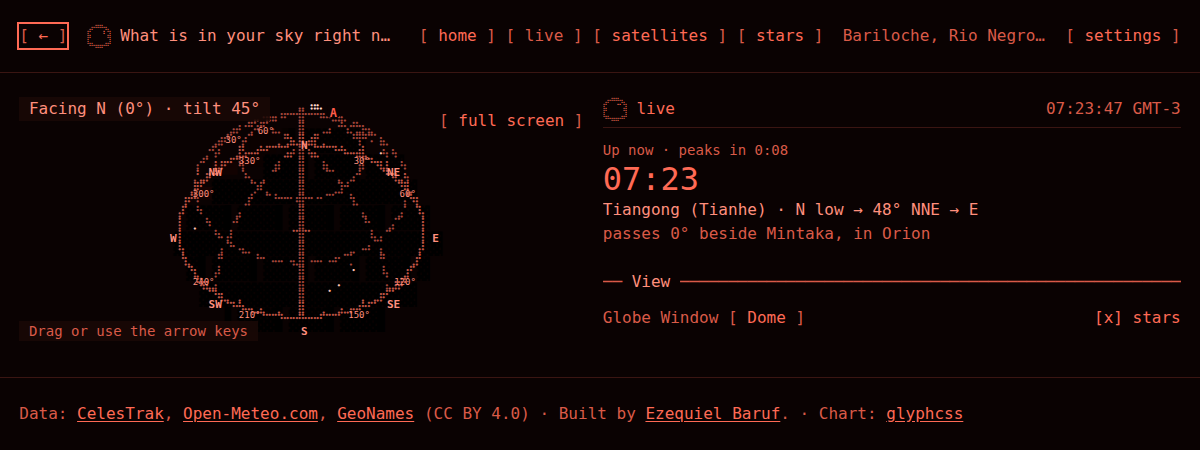 [ ← ] What is in your sky right n… [ home ] [ live ] [ satellites ] [ stars ] Bariloche, Rio Negro… [ settings ]
Facing N (0°) · tilt 45°
A
[ full screen ]
60°
30°
N
330°
30°
NW
NE
300°
60°
W
E
240°
120°
SW
SE
210°
150°
S
Drag or use the arrow keys
live 07:23:47 GMT-3
Up now · peaks in 0:08
07:23
Tiangong (Tianhe) · N low → 48° NNE → E
passes 0° beside Mintaka, in Orion
View
Globe Window [ Dome ] [x] stars
Data: CelesTrak, Open-Meteo.com, GeoNames (CC BY 4.0) · Built by Ezequiel Baruf. · Chart: glyphcss